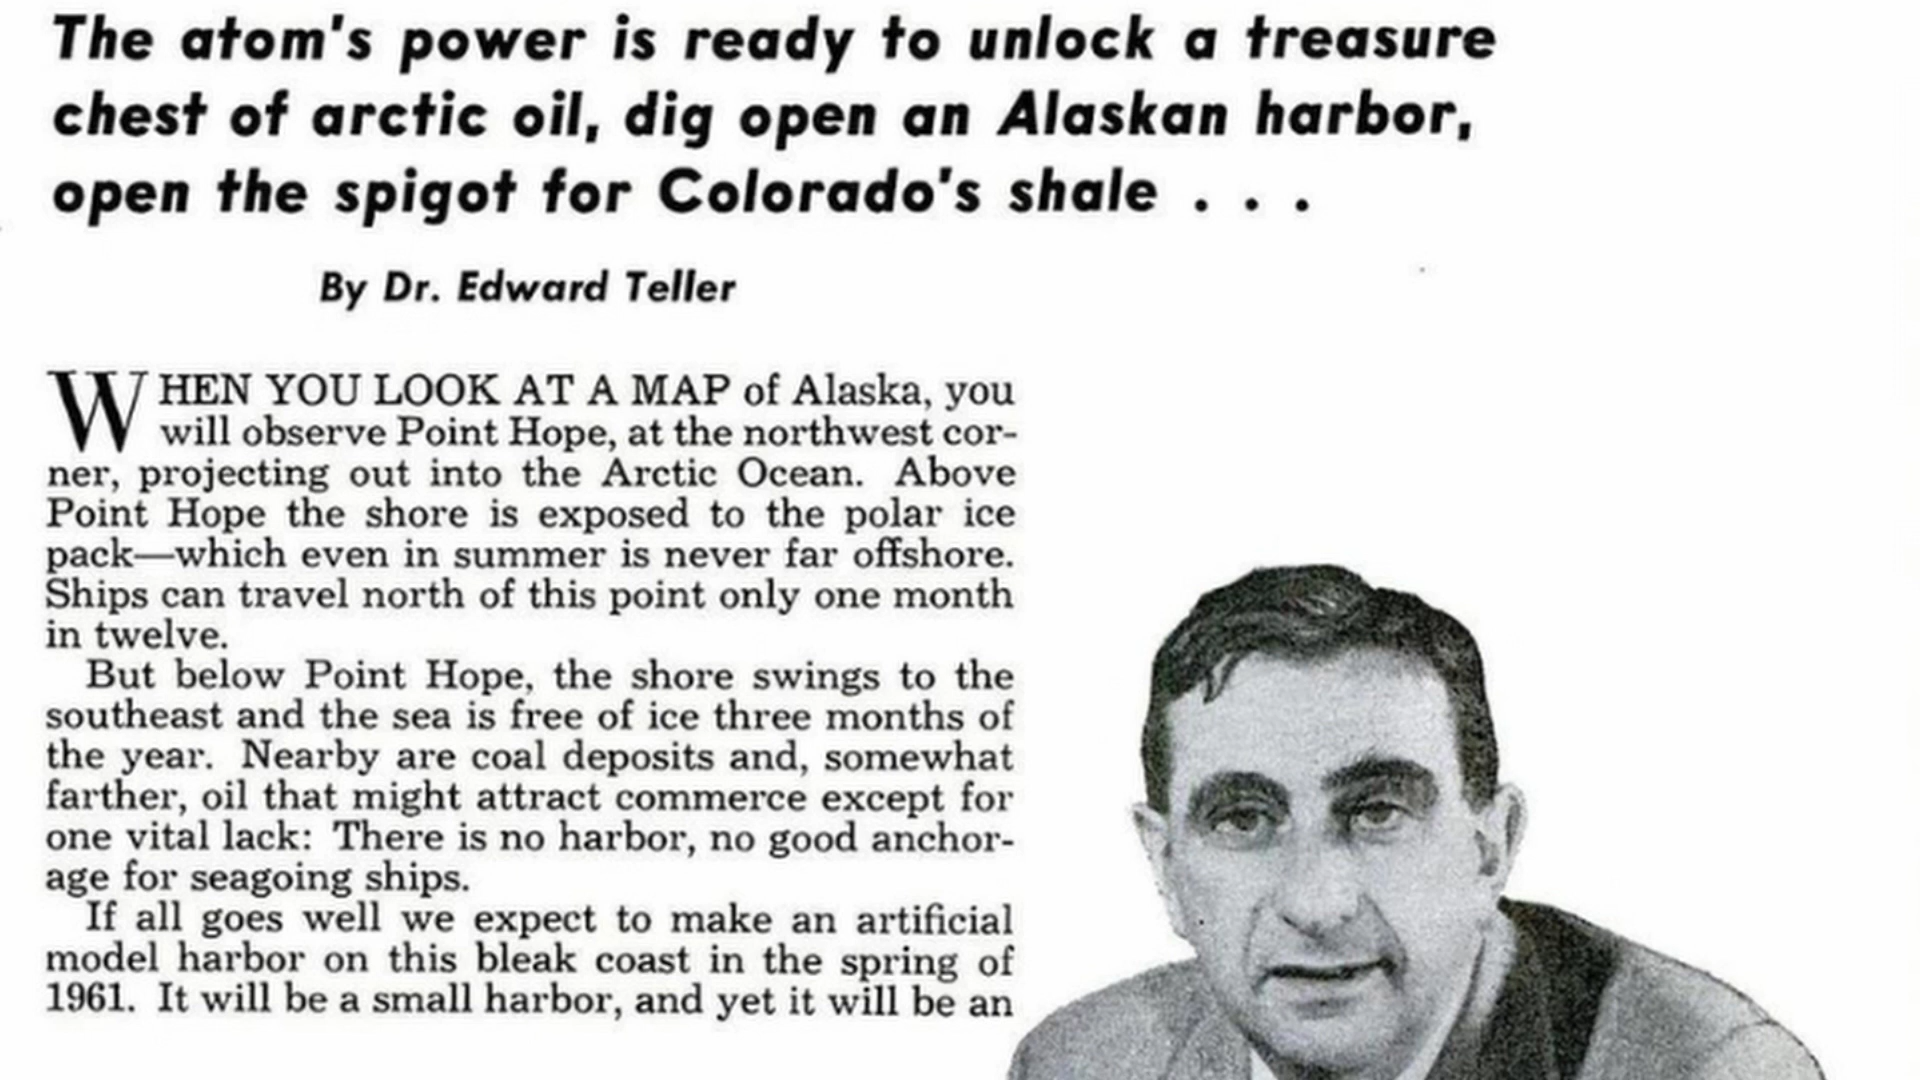 The atom's power is ready to unlock a treasure
chest of arctic oil, dig open an Alaskan harbor,
open the spigot for Colorado's shale . . .
By Dr. Edward Teller
WHEN YOU LOOK AT A MAP of Alaska, you
will observe Point Hope, at the northwest cor-
ner, projecting out into the Arctic Ocean. Above
Point Hope the shore is exposed to the polar ice
pack—which even in summer is never far offshore.
Ships can travel north of this point only one month
in twelve.
But below Point Hope, the shore swings to the
southeast and the sea is free of ice three months of
the year. Nearby are coal deposits and, somewhat
farther, oil that might attract commerce except for
one vital lack: There is no harbor, no good anchor-
age for seagoing ships.
If all goes well we expect to make an artificial
model harbor on this bleak coast in the spring of
1961. It will be a small harbor, and yet it will be an